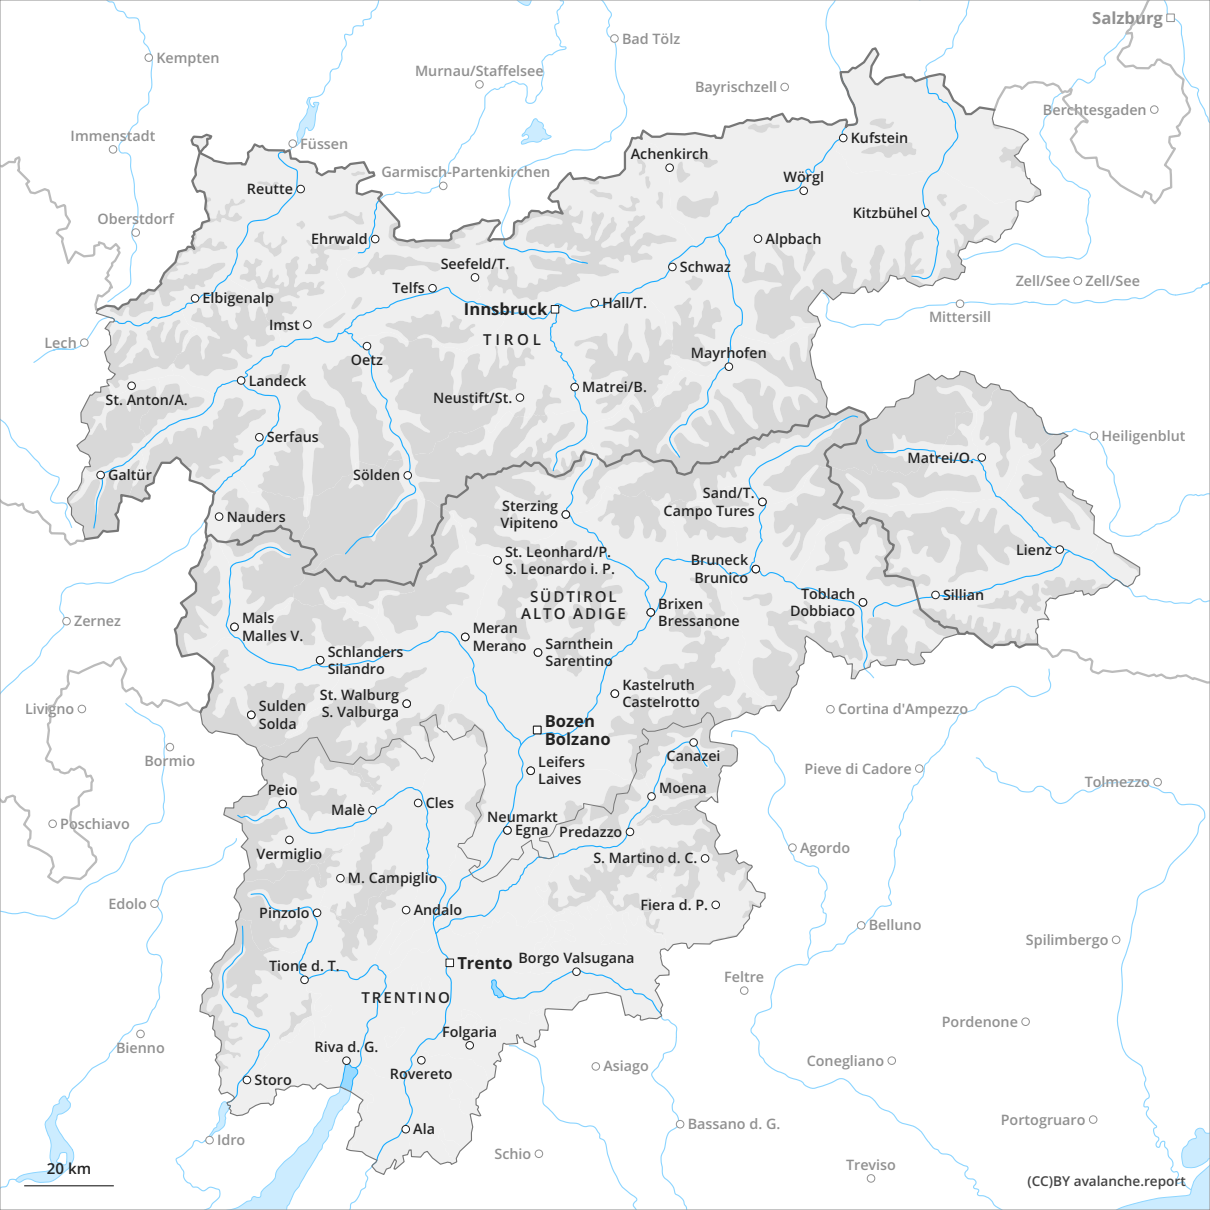 Salzburg
Bad Tölz
Kempten
Murnau/Staffelsee
Bayrischzell
Berchtesgaden
Immenstadt
Füssen
Kufstein
Achenkirch
Garmisch-Partenkirchen
Wörgl
Reutte
Kitzbühel
Oberstdorf
Ehrwald
Alpbach
Seefeld/T.
Schwaz
Zell/See
Zell/See
Telfs
Elbigenalp
Innsbruck
Hall/T.
Mittersill
Imst
TIROL
Lech
Oetz
Mayrhofen
Landeck
Matrei/B.
St. Anton/A.
Neustift/St.
Serfaus
Heiligenblut
Matrei/O.
Galtür
Sölden
Sand/T.
Campo Tures
Sterzing
Vipiteno
Nauders
St. Leonhard/P.
S. Leonardo i. P.
Lienz
Bruneck
Brunico
SÜDTIROL
ALTO ADIGE
Toblach
Dobbiaco
Sillian
Brixen
Bressanone
Zernez
Mals
Malles V.
Meran
Merano
Sarnthein
Sarentino
Schlanders
Silandro
Kastelruth
Castelrotto
St. Walburg
S. Valburga
Livigno
Sulden
Solda
Cortina d'Ampezzo
Bozen
Bolzano
Bormio
Canazei
Leifers
Laives
Pieve di Cadore
Tolmezzo
Peio
Moena
Malè
Cles
Poschiavo
Neumarkt
Egna
Predazzo
Agordo
Vermiglio
S. Martino d. C.
M. Campiglio
Edolo
Pinzolo
Andalo
Fiera d. P.
Belluno
Spilimbergo
Tione d. T.
Trento
Borgo Valsugana
Feltre
TRENTINO
Pordenone
Folgaria
Bienno
Riva d. G.
Conegliano
Asiago
Storo
Rovereto
Portogruaro
Bassano d. G.
Ala
Idro
Schio
Treviso
20 km
(CC)BY avalanche.report